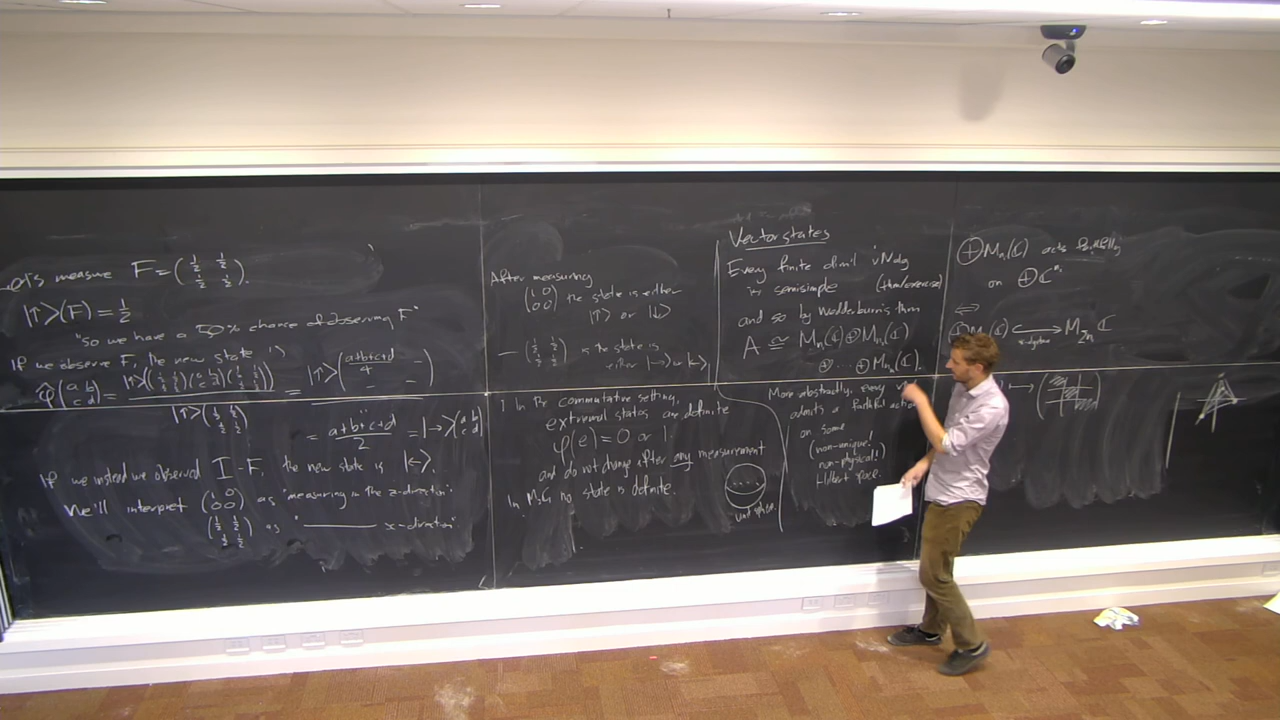 Let's measure F = (½ ½ ½ ½).
|↑>(F) = ½
"So we have a 50% chance of observing F"
If we observe F, the new state is
φ̂(a b c d) = |↑>((½ ½ ½ ½)(a b c d)(½ ½ ½ ½)) / |↑>(½ ½ ½ ½) = |↑>(a+b+c+d/4 - - -)
= a+b+c+d/2 = |→>(a b c d)
If we instead we observed I-F, the new state is |←>.
We'll interpret (1 0 0 0) as "measuring in the z-direction".
(½ ½ ½ ½) as "———— x-direction"
After measuring
(1 0 0 0) the state is either
|↑> or |↓>
— (½ ½ ½ ½) the state is
either |→> or |←>
In the commutative setting,
extremal states are definite
φ(e) = 0 or 1
and do not change after any measurement
In M₂C no state is definite.
unit sphere.
Vector states
Every finite dim'l vNalg
is semisimple (thm/exercise)
and so by Wedderburn's thm
A ≅ Mn(C) ⊕ Mn(C)
⊕ ... ⊕ Mn(C).
More abstractly, every
admits a faithful action
on some
(non-unique!
non-physical!)
Hilbert space.
⊕ Mn(C) acts faithfully
on ⊕ C^ni
⇔
M (C) ↪ MΣn C
*-algebra
↦